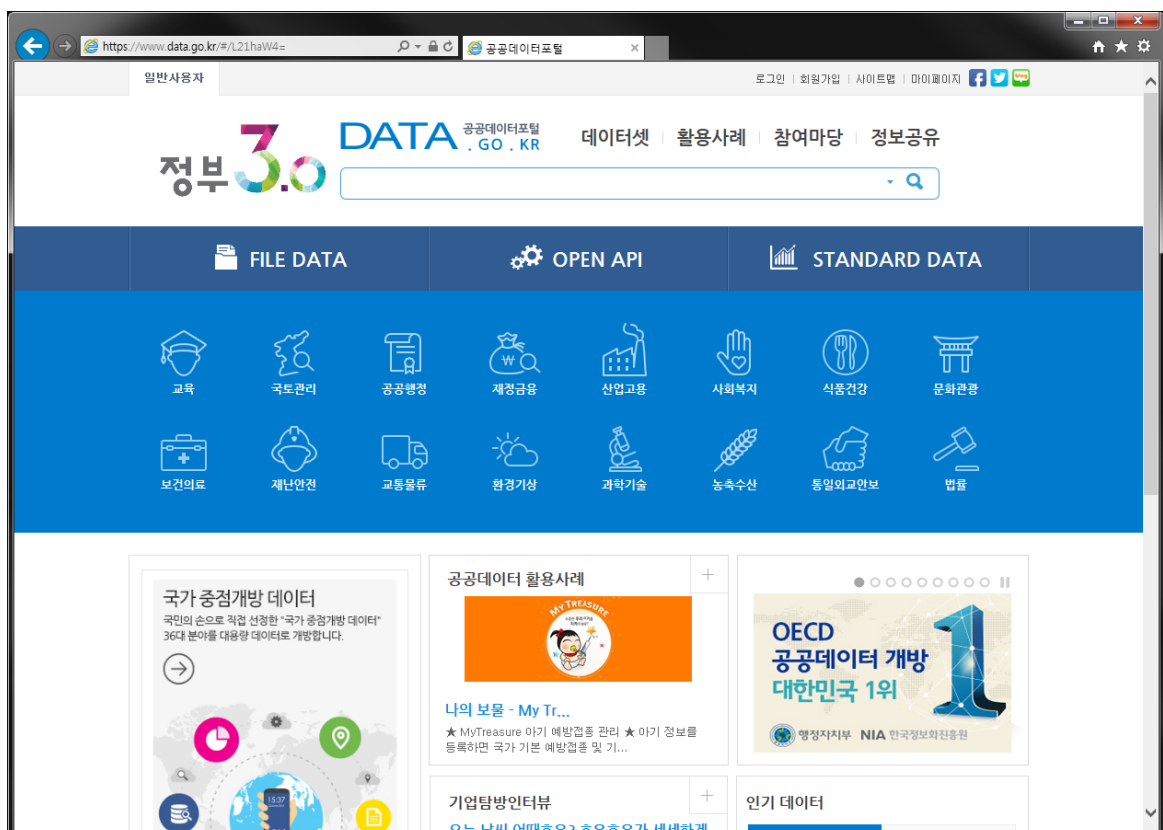 https://www.data.go.kr/#/L21haW4=
공공데이터포털
일반사용자
로그인 | 회원가입 | 사이트맵 | 마이페이지
정부3.0
DATA 공공데이터포털
. GO . KR
데이터셋 | 활용사례 | 참여마당 | 정보공유
FILE DATA
OPEN API
STANDARD DATA
교육
국토관리
공공행정
재정금융
산업고용
사회복지
식품건강
문화관광
보건의료
재난안전
교통물류
환경기상
과학기술
농축수산
통일외교안보
법률
국가 중점개방 데이터
국민의 손으로 직접 선정한 "국가 중점개방 데이터"
36대 분야를 대용량 데이터로 개방합니다.
15:37
공공데이터 활용사례
MY TREASURE
나의 보물 - My Tr...
★ MyTreasure 아기 예방접종 관리 ★ 아기 정보를
등록하면 국가 기본 예방접종 및 기...
OECD
공공데이터 개방
대한민국 1위
1
행정자치부 NIA 한국정보화진흥원
기업탐방인터뷰
인기 데이터